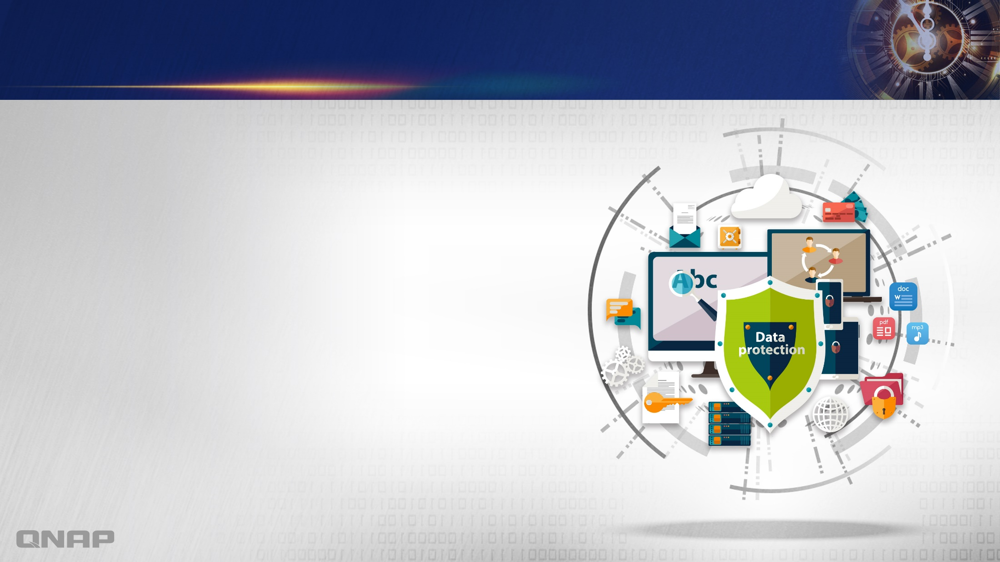 Abc
doc
W
pdf
mp3
Data
protection
QNAP